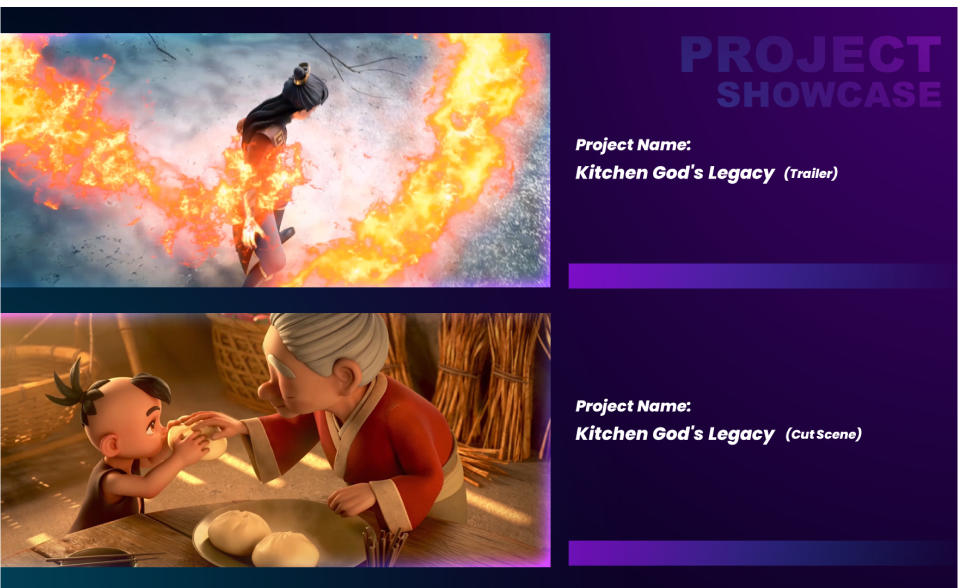 PROJECT
SHOWCASE
Project Name:
Kitchen God's Legacy (Trailer)
Project Name:
Kitchen God's Legacy (Cut Scene)